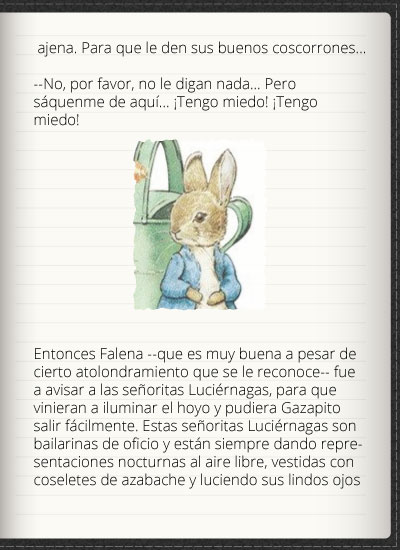 ajena. Para que le den sus buenos coscorrones...
--No, por favor, no le digan nada... Pero
sáquenme de aquí... ¡Tengo miedo! ¡Tengo
miedo!
Entonces Falena --que es muy buena a pesar de
cierto atolondramiento que se le reconoce-- fue
a avisar a las señoritas Luciérnagas, para que
vinieran a iluminar el hoyo y pudiera Gazapito
salir fácilmente. Estas señoritas Luciérnagas son
bailarinas de oficio y están siempre dando repre-
sentaciones nocturnas al aire libre, vestidas con
coseletes de azabache y luciendo sus lindos ojos